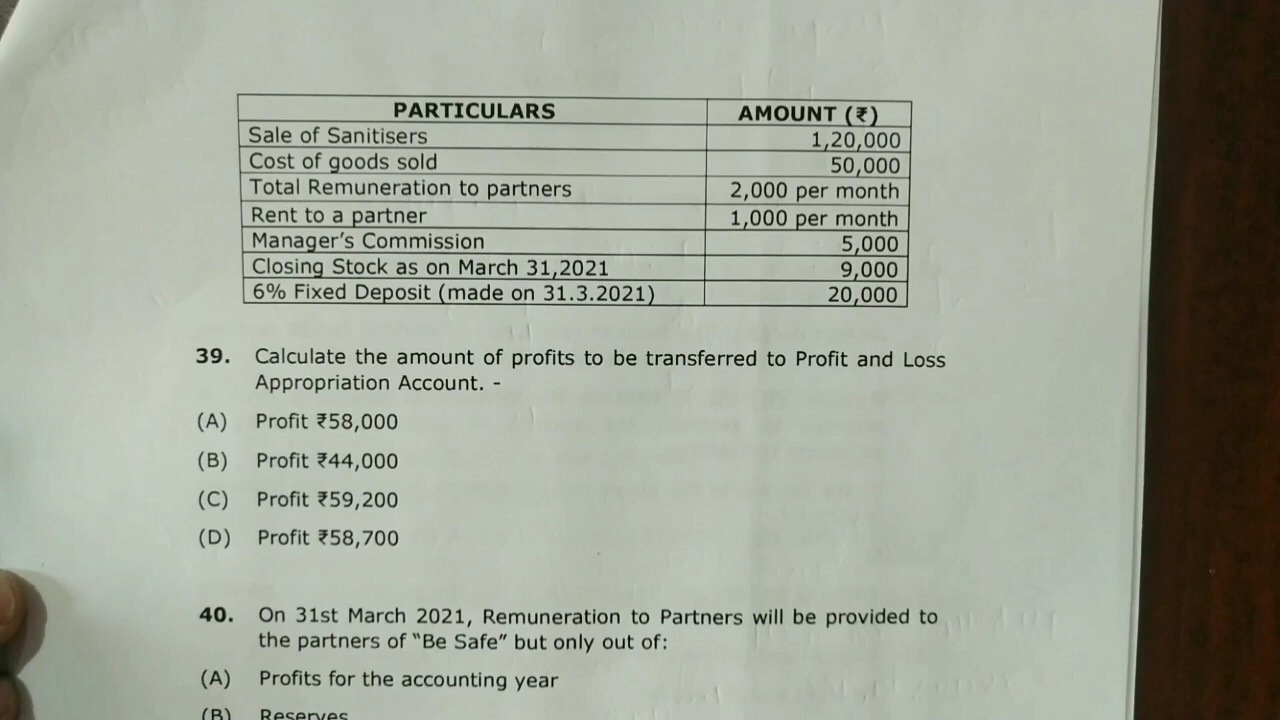 PARTICULARS AMOUNT (₹)
Sale of Sanitisers 1,20,000
Cost of goods sold 50,000
Total Remuneration to partners 2,000 per month
Rent to a partner 1,000 per month
Manager's Commission 5,000
Closing Stock as on March 31,2021 9,000
6% Fixed Deposit (made on 31.3.2021) 20,000
39. Calculate the amount of profits to be transferred to Profit and Loss
Appropriation Account. -
(A) Profit ₹58,000
(B) Profit ₹44,000
(C) Profit ₹59,200
(D) Profit ₹58,700
40. On 31st March 2021, Remuneration to Partners will be provided to
the partners of "Be Safe" but only out of:
(A) Profits for the accounting year
(B) Reserves